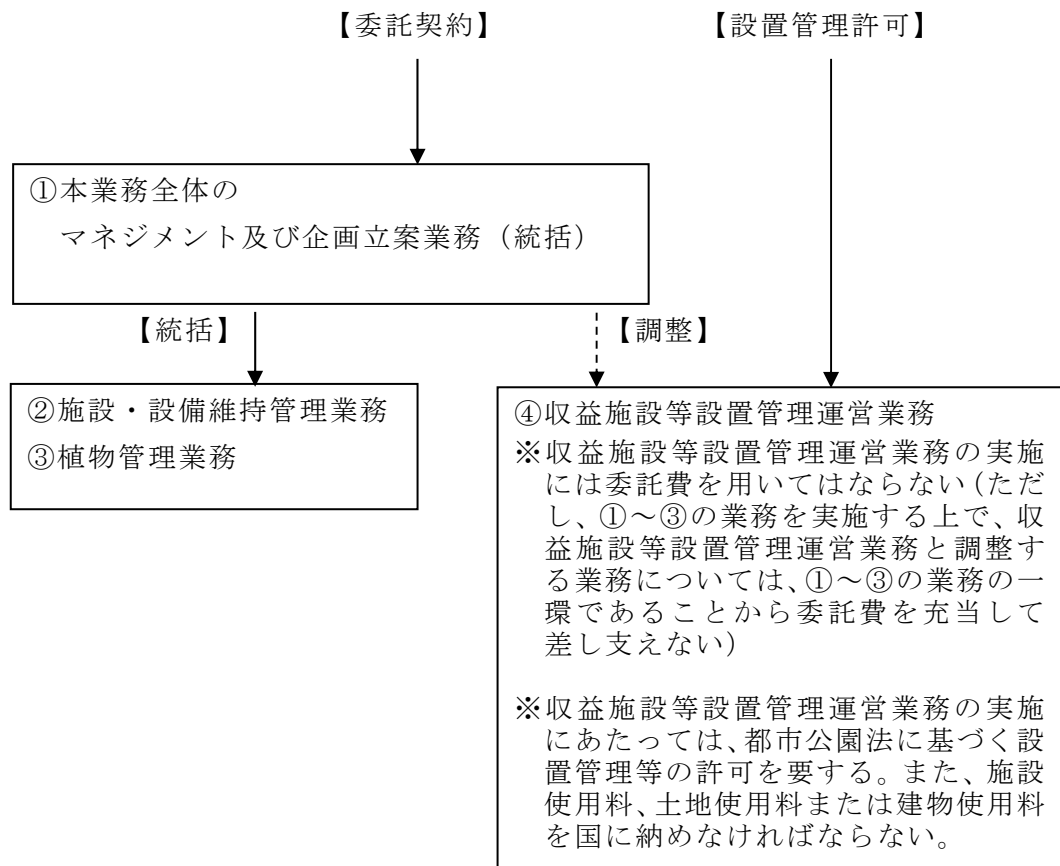 【委託契約】
【設置管理許可】
①本業務全体の
マネジメント及び企画立案業務（統括）
【統括】
【調整】
②施設・設備維持管理業務
③植物管理業務
④収益施設等設置管理運営業務
※収益施設等設置管理運営業務の実施
には委託費を用いてはならない（ただ
し、①～③の業務を実施する上で、収
益施設等設置管理運営業務と調整す
る業務については、①～③の業務の一
環であることから委託費を充当して
差し支えない）
※収益施設等設置管理運営業務の実施
にあたっては、都市公園法に基づく設
置管理等の許可を要する。また、施設
使用料、土地使用料または建物使用料
を国に納めなければならない。